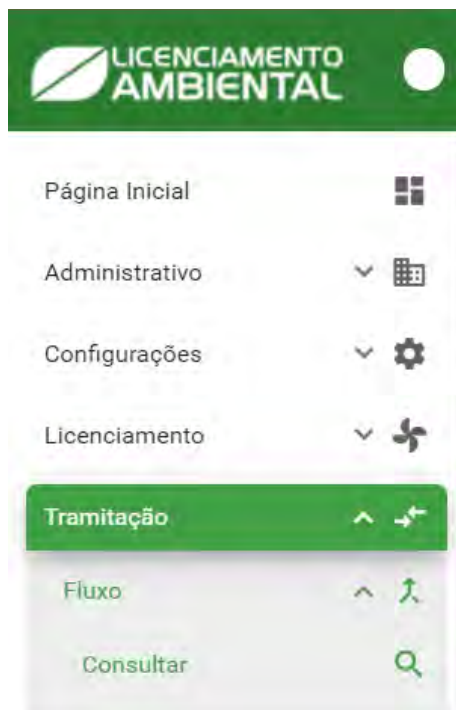 LICENCIAMENTO
AMBIENTAL
Página Inicial
Administrativo
Configurações
Licenciamento
Tramitação
Fluxo
Consultar